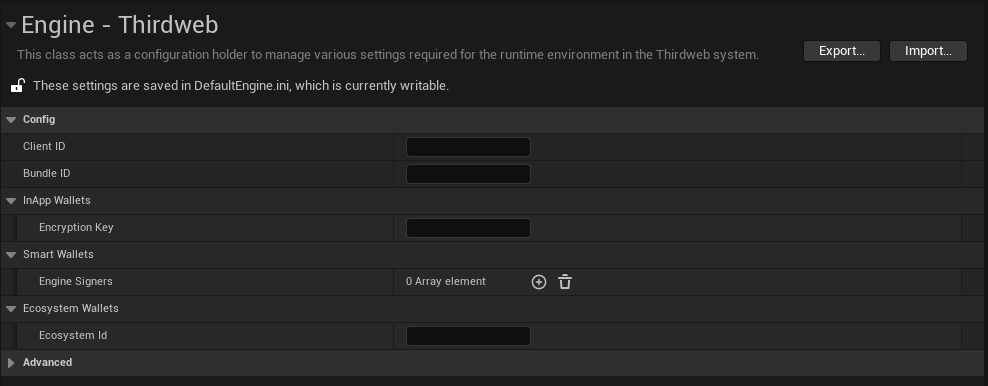 Engine - Thirdweb
This class acts as a configuration holder to manage various settings required for the runtime environment in the Thirdweb system.
Export...
Import...
These settings are saved in DefaultEngine.ini, which is currently writable.
Config
Client ID
Bundle ID
InApp Wallets
Encryption Key
Smart Wallets
Engine Signers
0 Array element
Ecosystem Wallets
Ecosystem Id
Advanced